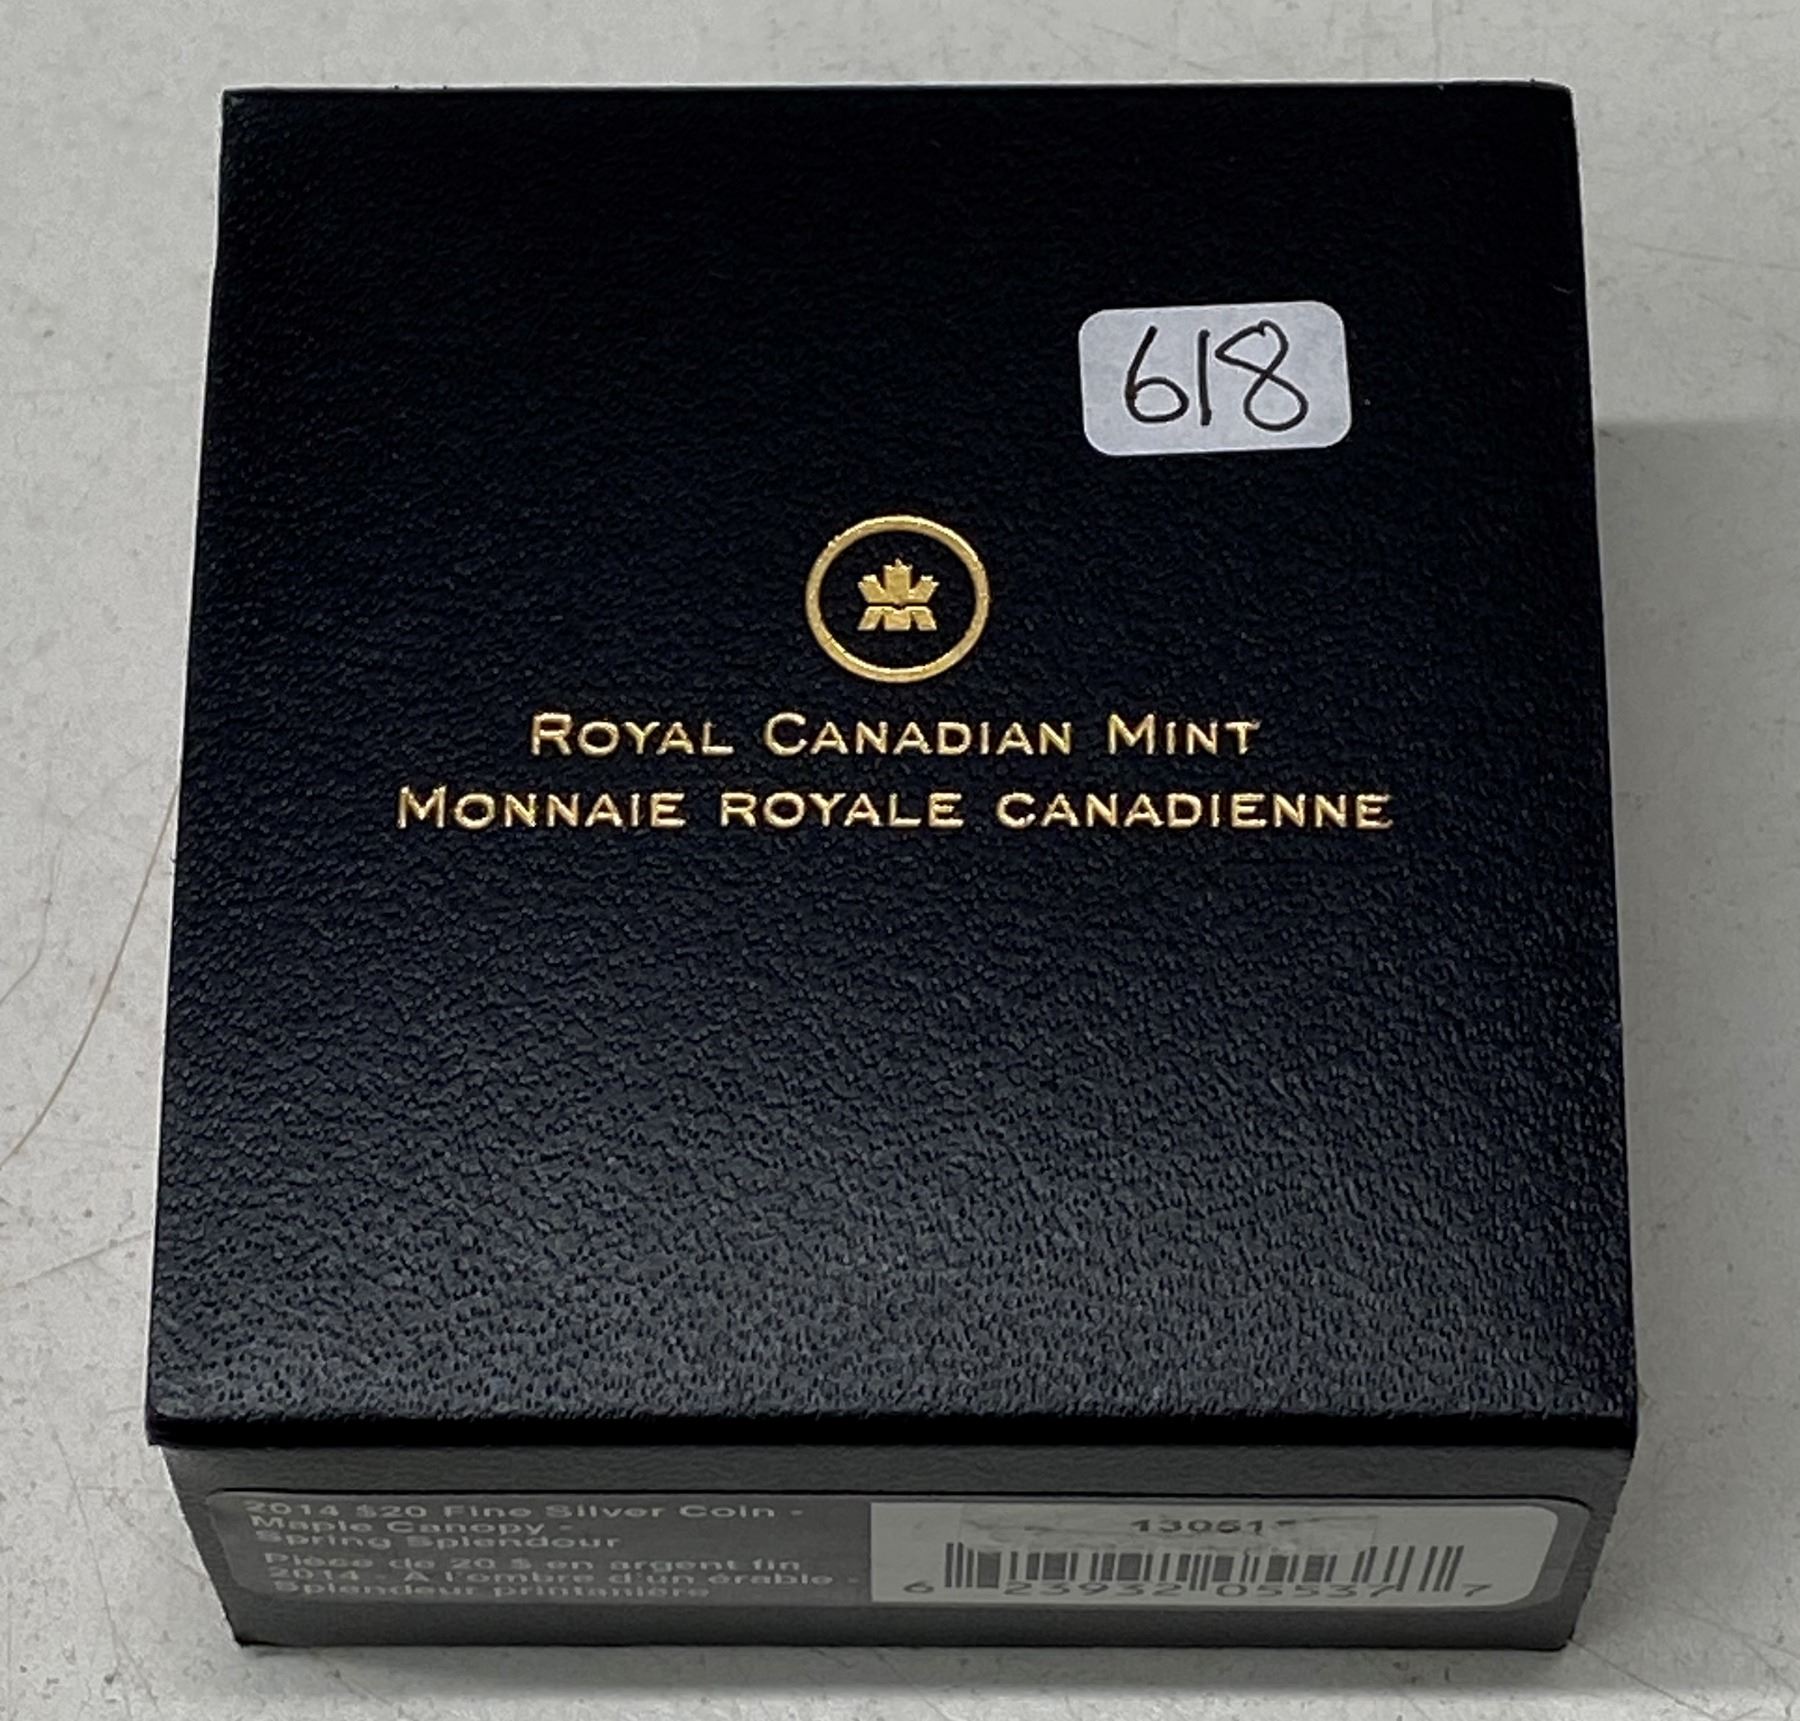 618
ROYAL CANADIAN MINT
MONNAIE ROYALE CANADIENNE
2014 $20 Fine Silver Coin -
Maple Canopy -
Spring Splendour
Pièce de 20 $ en argent fin
2014 - À l'ombre d'un érable -
Splendeur printanière
6 23932 05537 7